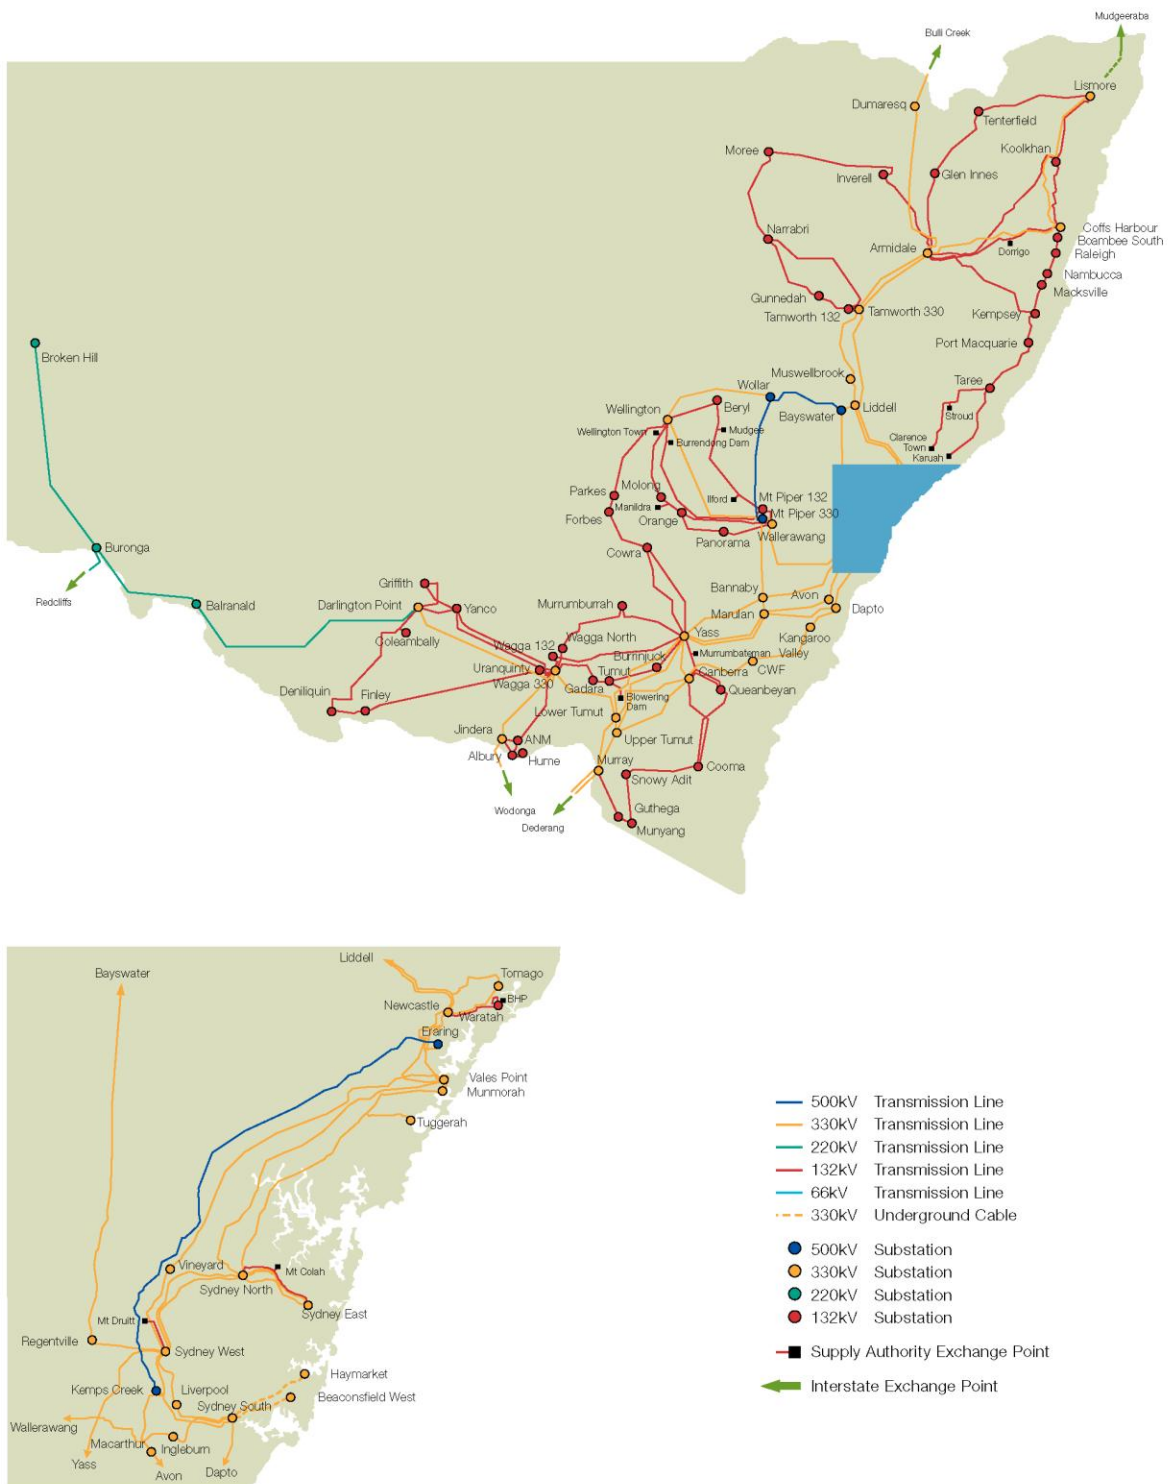 Mudgeeraba
Bulli Creek
Lismore
Dumaresq
Tenterfield
Koolkhan
Moree
Inverell
Glen Innes
Coffs Harbour
Boambee South
Raleigh
Narrabri
Armidale
Dorrigo
Nambucca
Macksville
Gunnedah
Tamworth 132
Tamworth 330
Kempsey
Port Macquarie
Broken Hill
Muswellbrook
Taree
Wollar
Beryl
Bayswater
Liddell
Stroud
Wellington
Wellington Town
Mudgee
Burrendong Dam
Clarence
Town
Karuah
Molong
Parkes
Manildra
Ilford
Mt Piper 132
Forbes
Orange
Mt Piper 330
Wallerawang
Panorama
Buronga
Cowra
Redcliffs
Balranald
Griffith
Darlington Point
Yanco
Murrumburrah
Bannaby
Avon
Dapto
Marulan
Coleambally
Wagga North
Wagga 132
Yass
Kangaroo
Valley
Murrumbateman
Burrinjuck
Uranquinty
Wagga 330
Tumut
Gadara
CWF
Canberra
Queanbeyan
Deniliquin
Finley
Blowering
Dam
Lower Tumut
Jindera
ANM
Upper Tumut
Albury
Hume
Murray
Snowy Adit
Cooma
Wodonga
Dederang
Guthega
Munyang
Liddell
Bayswater
Tomago
BHP
Newcastle
Waratah
Eraring
Vales Point
Munmorah
Tuggerah
Vineyard
Mt Colah
Sydney North
Sydney East
Mt Druitt
Regentville
Sydney West
Haymarket
Kemps Creek
Liverpool
Beaconsfield West
Sydney South
Wallerawang
Macarthur
Ingleburn
Yass
Avon
Dapto
500kV Transmission Line
330kV Transmission Line
220kV Transmission Line
132kV Transmission Line
66kV Transmission Line
330kV Underground Cable
500kV Substation
330kV Substation
220kV Substation
132kV Substation
Supply Authority Exchange Point
Interstate Exchange Point